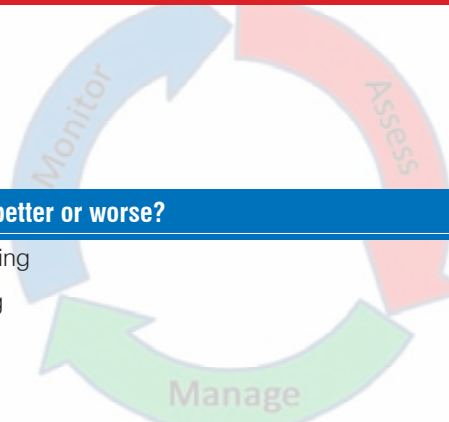 Monitor
Assess
better or worse?
ing
g
Manage